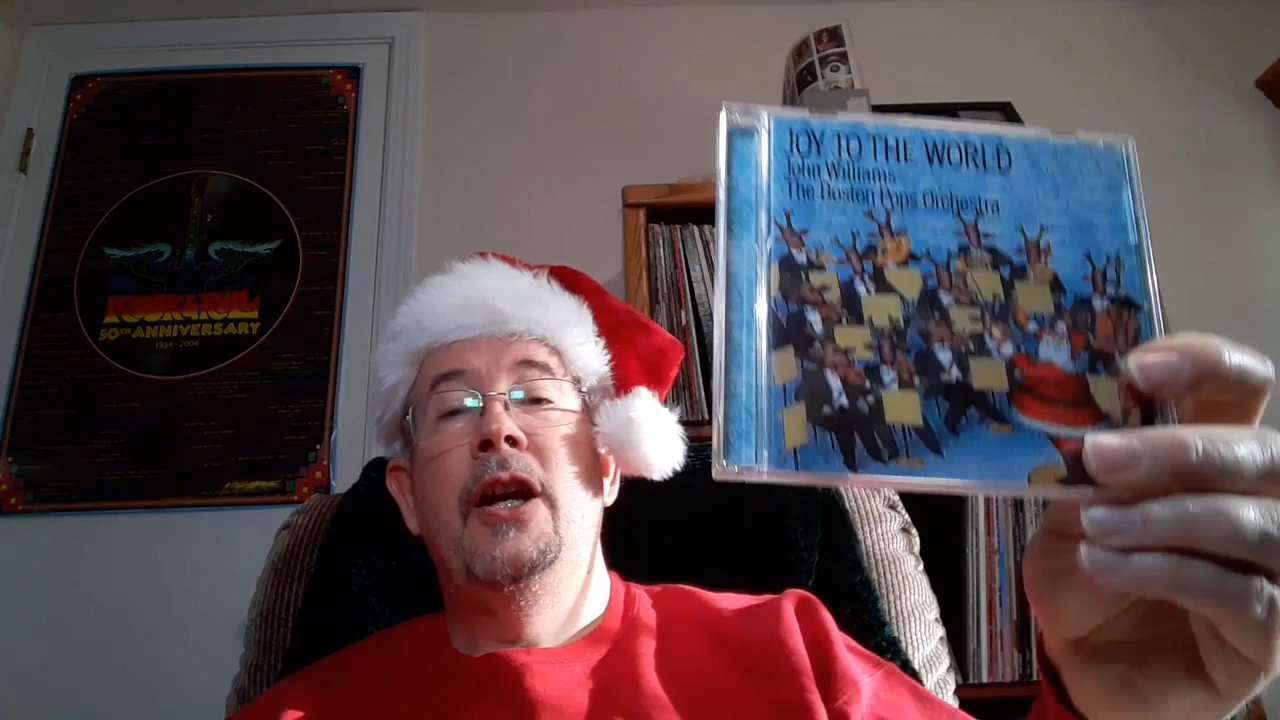 JOY TO THE WORLD
John Williams
The Boston Pops Orchestra
ROCK & ROLL
50TH ANNIVERSARY
1954 - 2004